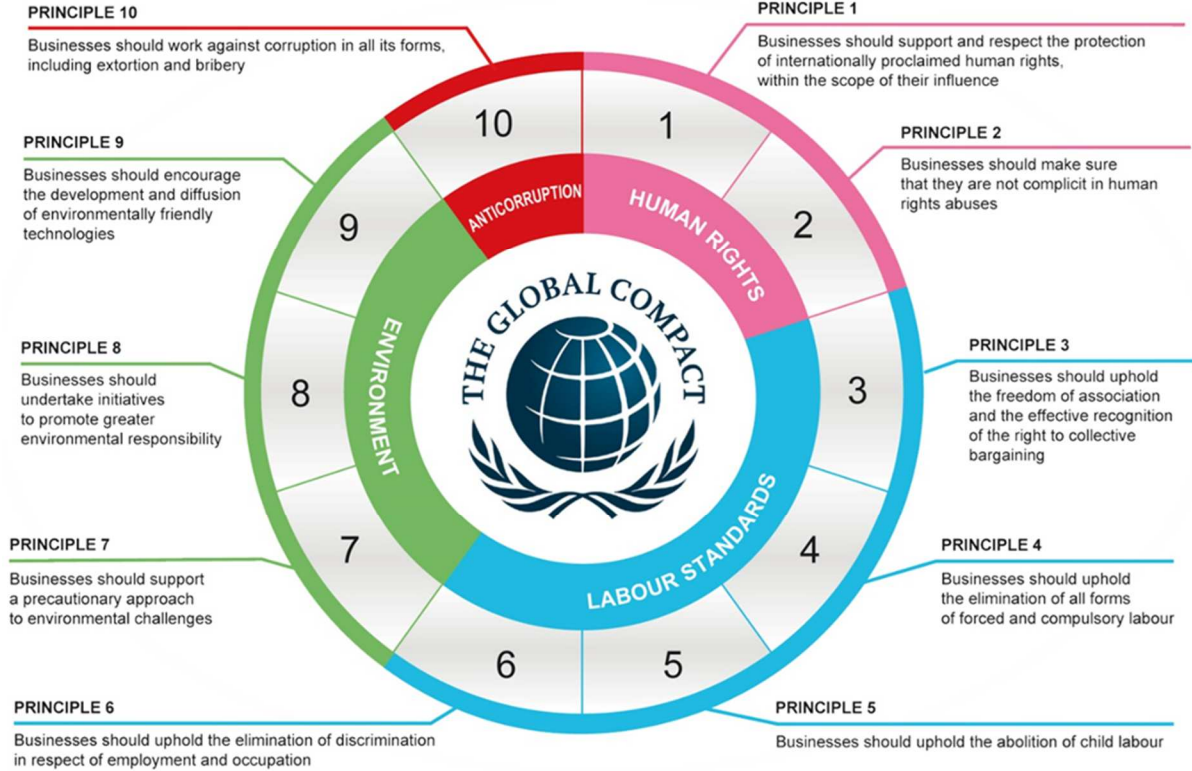 PRINCIPLE 10
Businesses should work against corruption in all its forms,
including extortion and bribery
PRINCIPLE 1
Businesses should support and respect the protection
of internationally proclaimed human rights,
within the scope of their influence
PRINCIPLE 9
Businesses should encourage
the development and diffusion
of environmentally friendly
technologies
PRINCIPLE 2
Businesses should make sure
that they are not complicit in human
rights abuses
PRINCIPLE 8
Businesses should
undertake initiatives
to promote greater
environmental responsibility
PRINCIPLE 3
Businesses should uphold
the freedom of association
and the effective recognition
of the right to collective
bargaining
PRINCIPLE 7
Businesses should support
a precautionary approach
to environmental challenges
PRINCIPLE 4
Businesses should uphold
the elimination of all forms
of forced and compulsory labour
PRINCIPLE 6
Businesses should uphold the elimination of discrimination
in respect of employment and occupation
PRINCIPLE 5
Businesses should uphold the abolition of child labour
10
1
2
3
4
5
6
7
8
9
ANTICORRUPTION
HUMAN RIGHTS
LABOUR STANDARDS
ENVIRONMENT
THE GLOBAL COMPACT